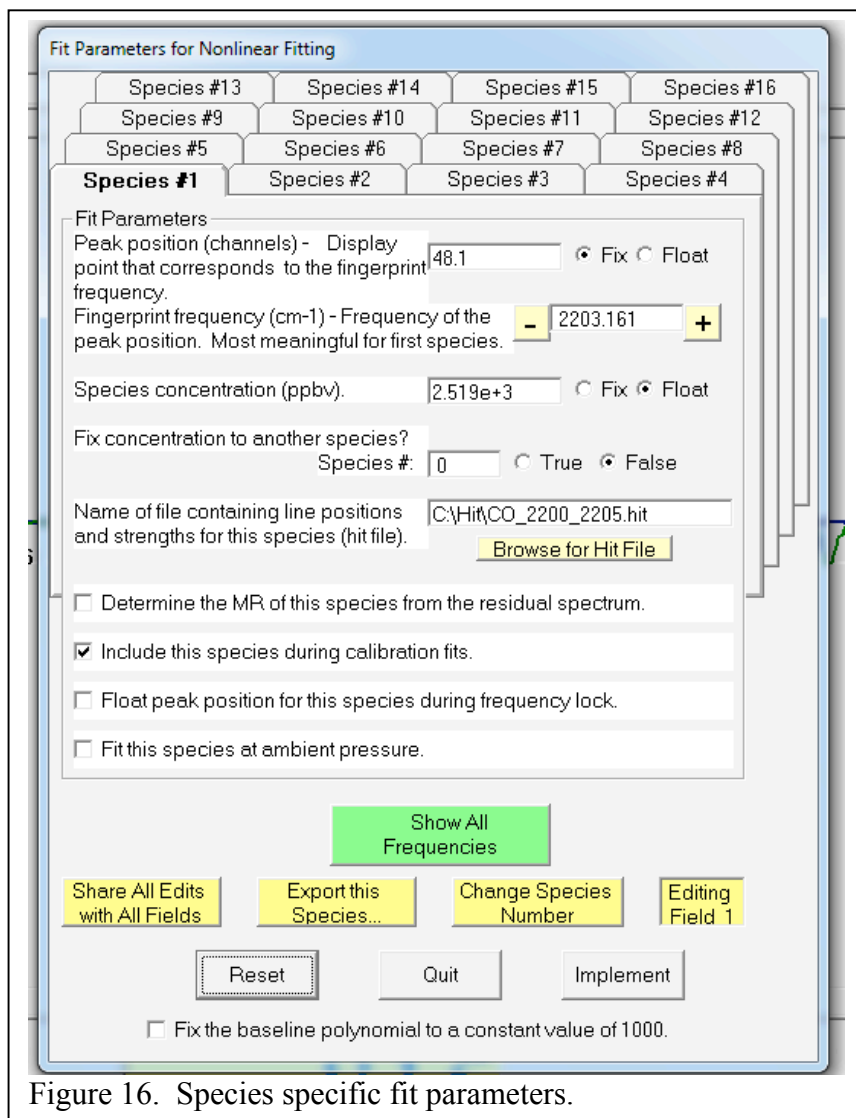 Fit Parameters for Nonlinear Fitting
Species #13 Species #14 Species #15 Species #16
Species #9 Species #10 Species #11 Species #12
Species #5 Species #6 Species #7 Species #8
Species #1 Species #2 Species #3 Species #4
Fit Parameters
Peak position (channels) - Display
point that corresponds to the fingerprint
frequency.
48.1 Fix Float
Fingerprint frequency (cm-1) - Frequency of the
peak position. Most meaningful for first species.
- 2203.161 +
Species concentration (ppbv). 2.519e+3 Fix Float
Fix concentration to another species?
Species #: 0 True False
Name of file containing line positions
and strengths for this species (hit file).
C:\Hit\CO_2200_2205.hit
Browse for Hit File
6
Determine the MR of this species from the residual spectrum.
Include this species during calibration fits.
Float peak position for this species during frequency lock.
Fit this species at ambient pressure.
Show All
Frequencies
Share All Edits
with All Fields
Export this
Species...
Change Species
Number
Editing
Field 1
Reset Quit Implement
Fix the baseline polynomial to a constant value of 1000.
Figure 16. Species specific fit parameters.